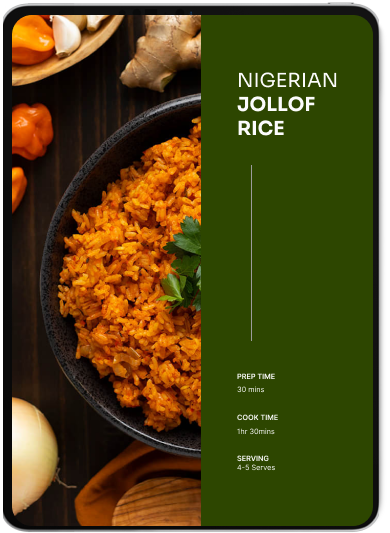 NIGERIAN
JOLLOF
RICE
PREP TIME
30 mins
COOK TIME
1hr 30mins
SERVING
4-5 Serves